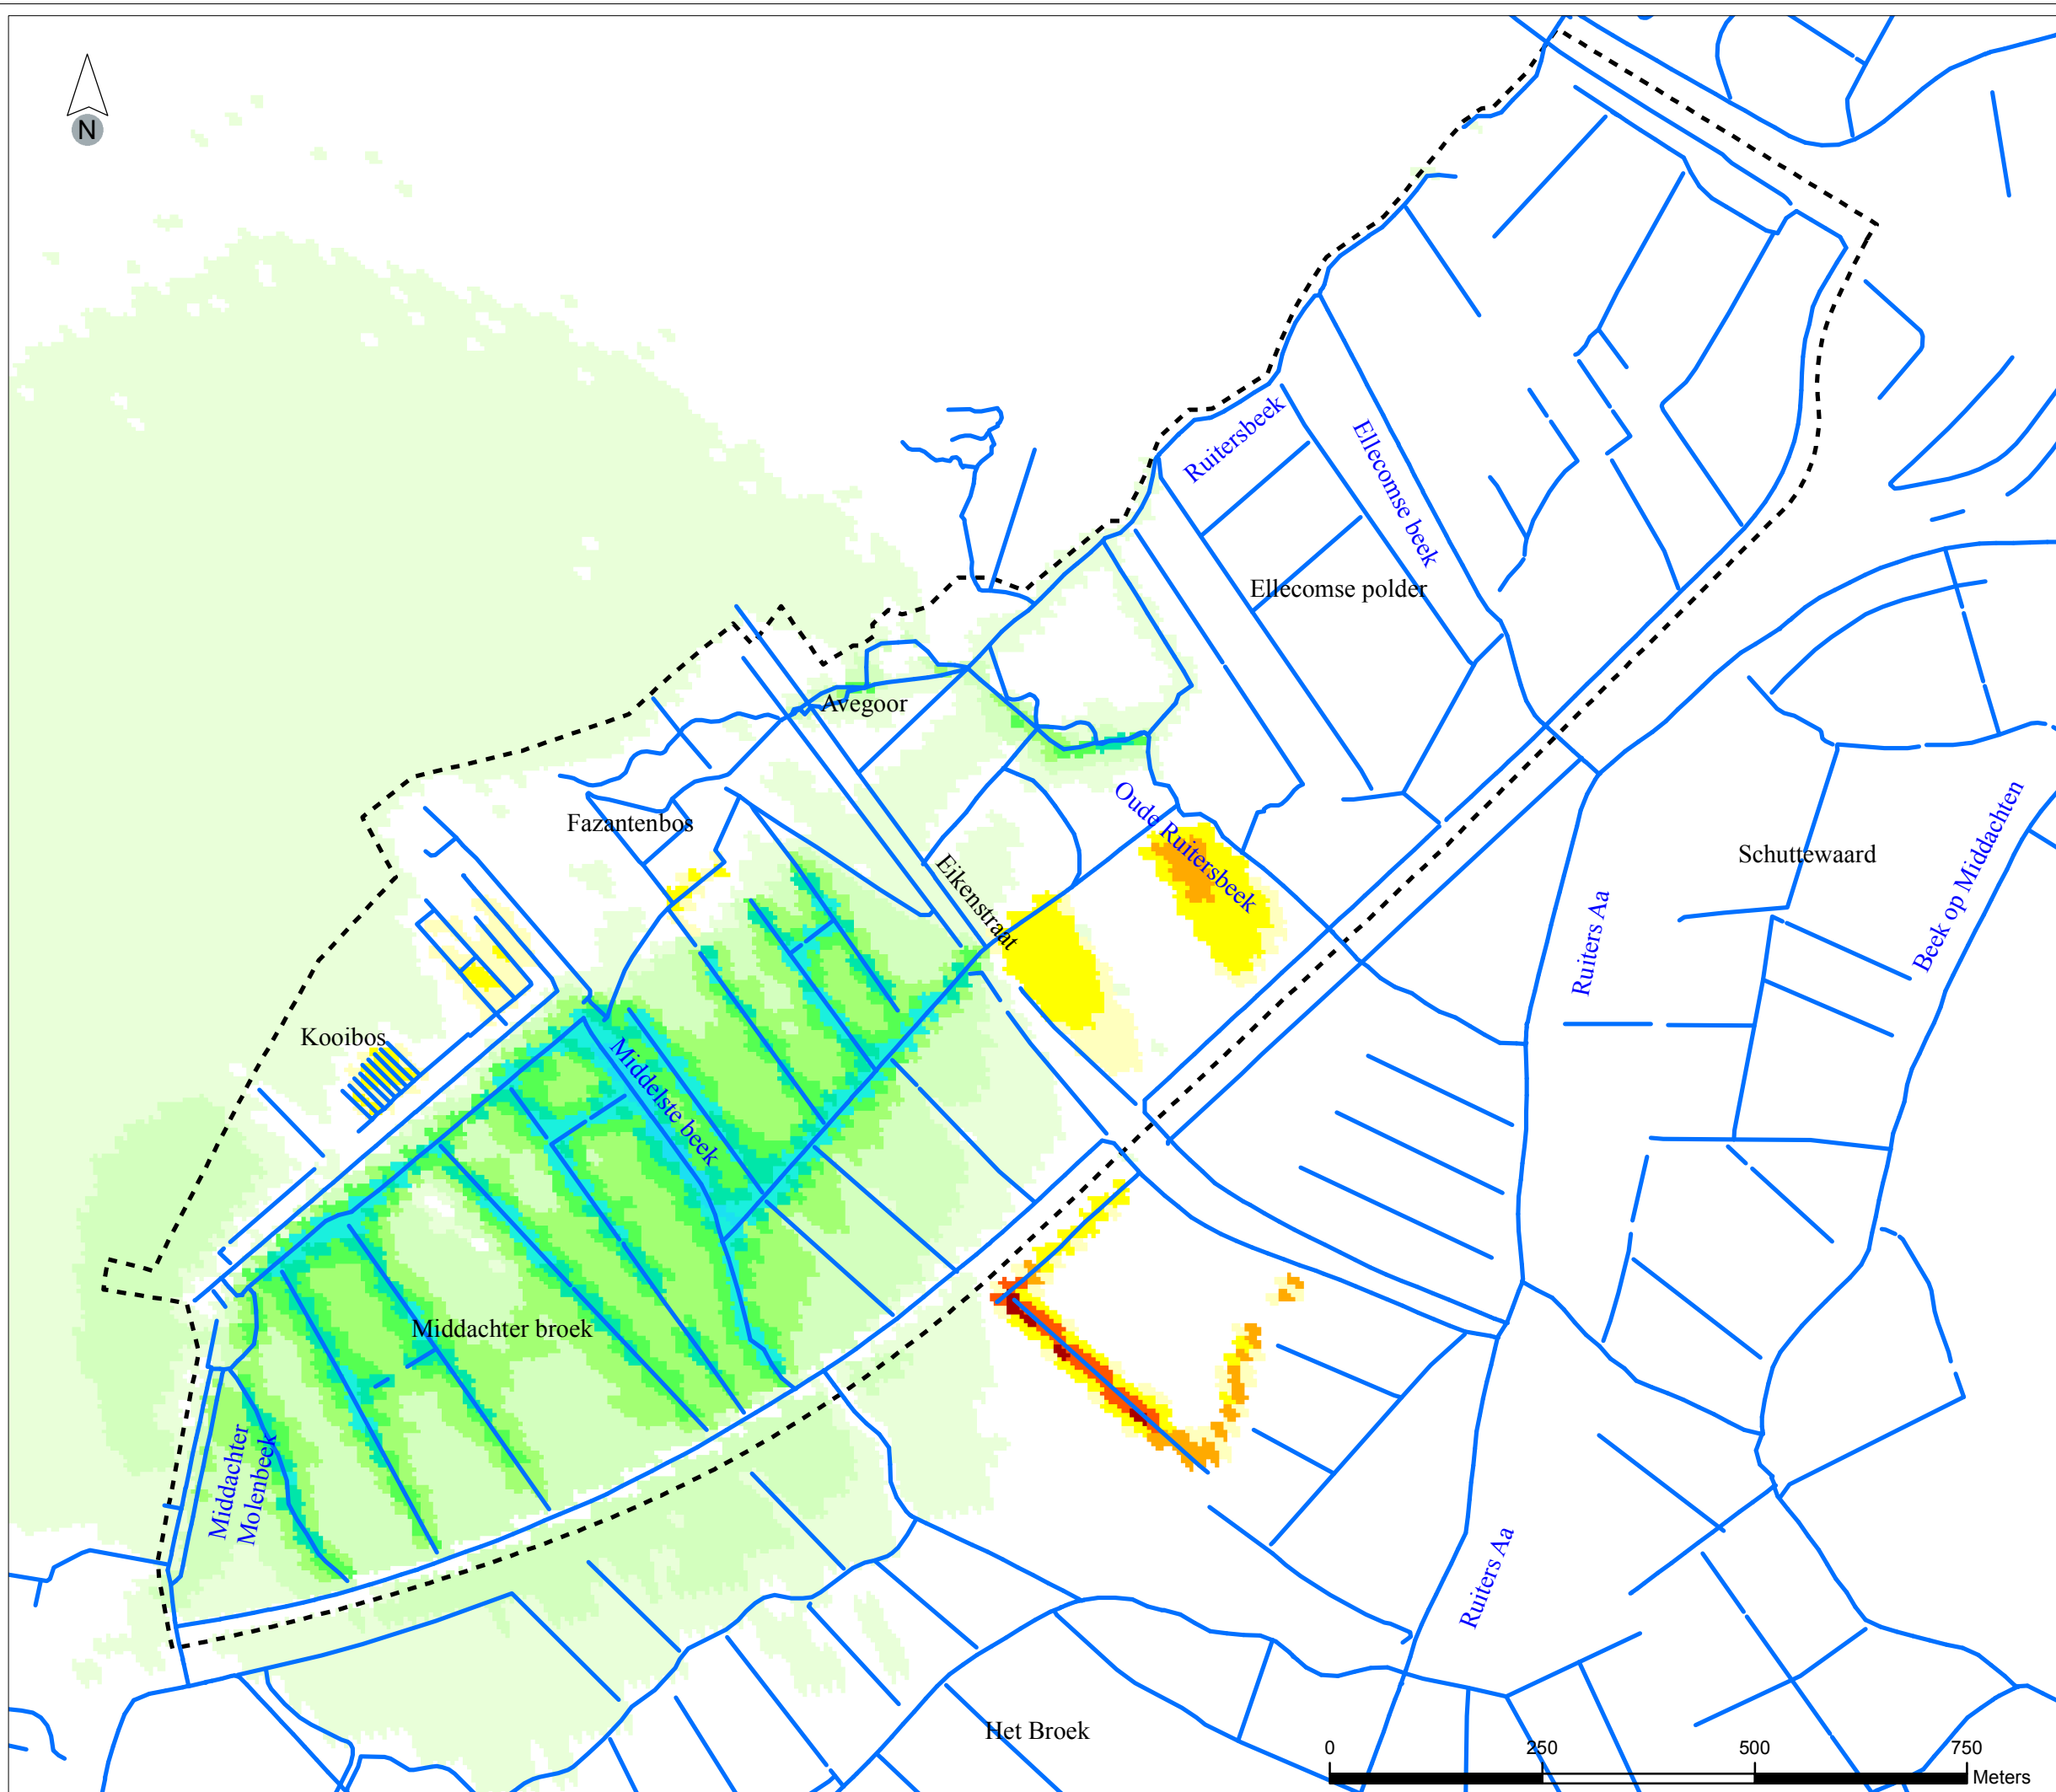 N
Ruitersbeek
Ellecomse beek
Ellecomse polder
Avegoor
Oude Ruitersbeek
Fazantenbos
Eikenstraat
Schuttewaard
Ruiters Aa
Beek op Middachten
Kooibos
Middelste beek
Middachter broek
Middachter
Molenbeek
Ruiters Aa
Het Broek
0 250 500 750
Meters